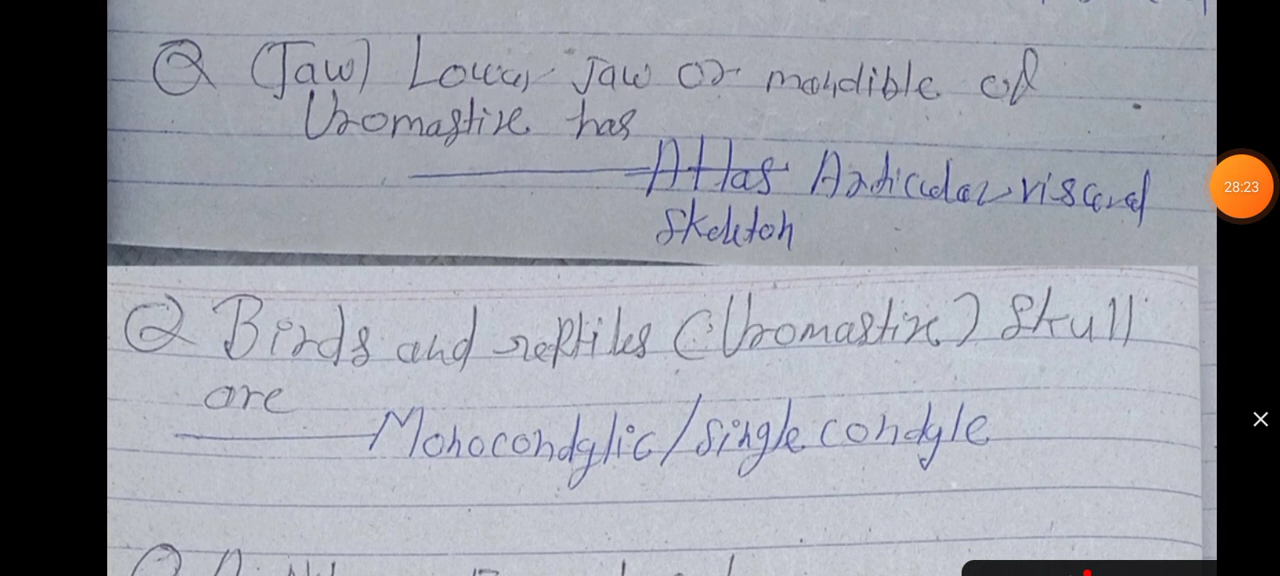 Q (Jaw) Lower Jaw or mandible of
Uromastix has
Atlas Articular visceral
Skeleton
Q Birds and reptiles (Uromastix) Skull
are
Monocondylic/single condyle
28:23